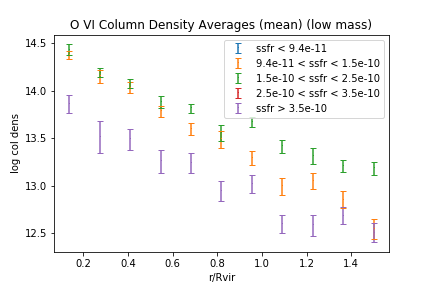 O VI Column Density Averages (mean) (low mass)
ssfr < 9.4e-11
9.4e-11 < ssfr < 1.5e-10
1.5e-10 < ssfr < 2.5e-10
2.5e-10 < ssfr < 3.5e-10
ssfr > 3.5e-10
log col dens
14.5
14.0
13.5
13.0
12.5
0.2 0.4 0.6 0.8 1.0 1.2 1.4
r/Rvir